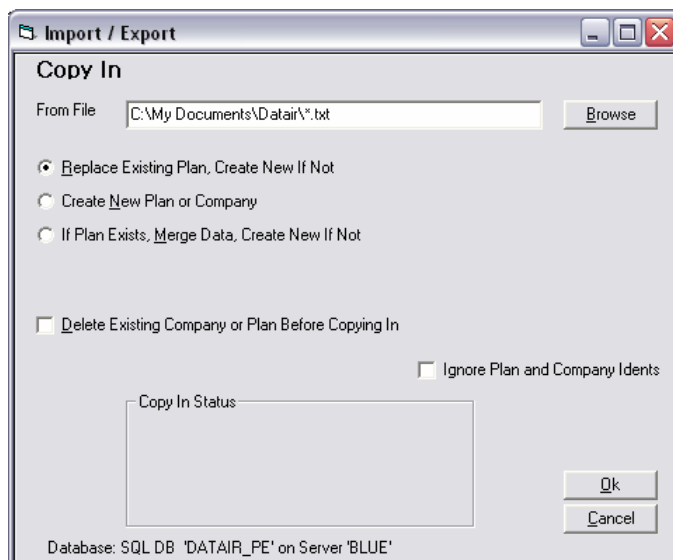 Import / Export
Copy In
From File C:\My Documents\Datair\*.txt Browse
Replace Existing Plan, Create New If Not
Create New Plan or Company
If Plan Exists, Merge Data, Create New If Not
Delete Existing Company or Plan Before Copying In
Ignore Plan and Company Idents
Copy In Status
Ok
Cancel
Database: SQL DB 'DATAIR_PE' on Server 'BLUE'